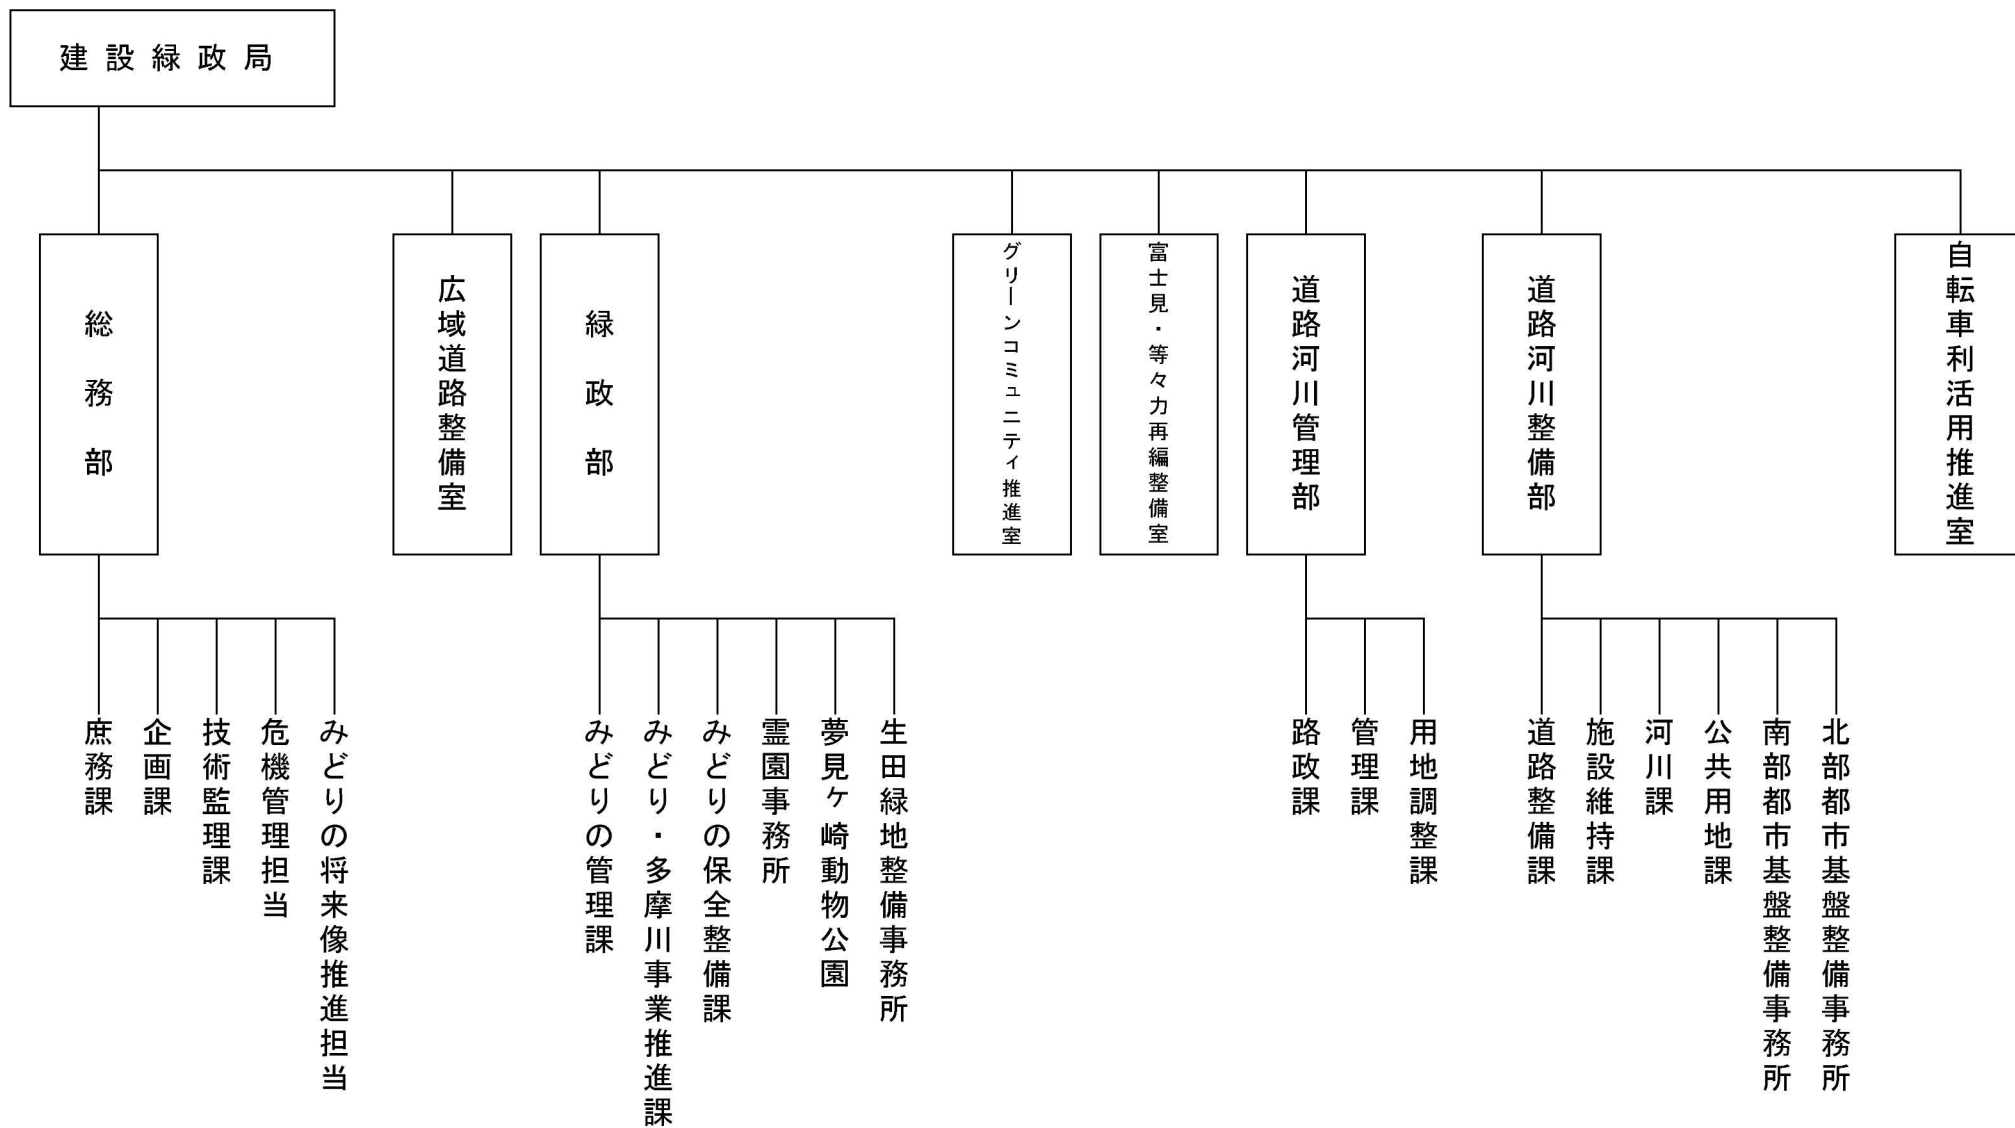 建設緑政局
総務部
広域道路整備室
緑政部
グリーンコミュニティ推進室
富士見・等々力再編整備室
道路河川管理部
道路河川整備部
自転車利活用推進室
庶務課
企画課
技術監理課
危機管理担当
みどりの将来像推進担当
みどりの管理課
みどり・多摩川事業推進課
みどりの保全整備課
霊園事務所
夢見ヶ崎動物公園
生田緑地整備事務所
路政課
管理課
用地調整課
道路整備課
施設維持課
河川課
公共用地課
南部都市基盤整備事務所
北部都市基盤整備事務所